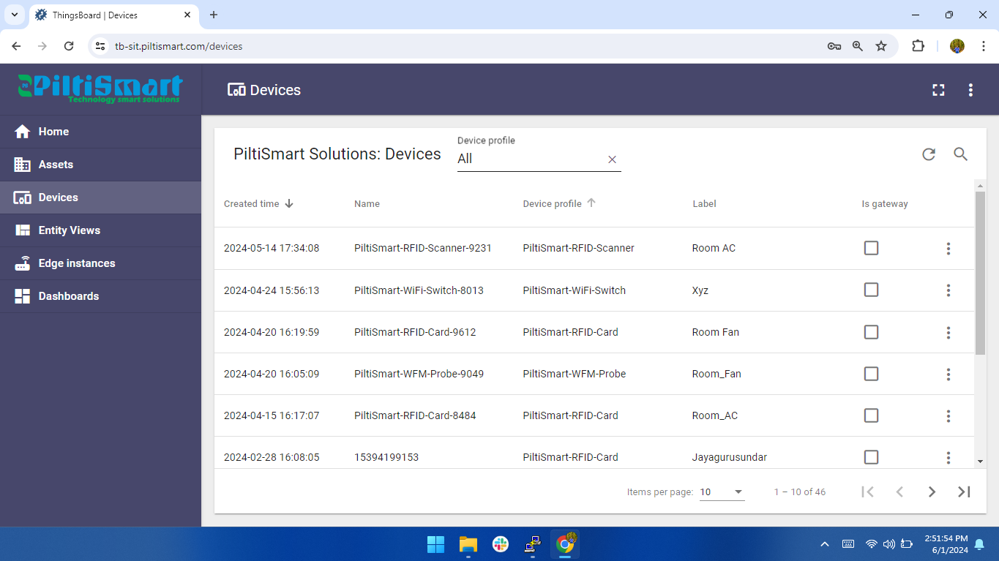 ThingsBoard | Devices
tb-sit.piltismart.com/devices
PiltiSmart
Technology smart solutions
Devices
Home
Assets
Devices
Entity Views
Edge instances
Dashboards
PiltiSmart Solutions: Devices
Device profile
All
Created time Name Device profile Label Is gateway
2024-05-14 17:34:08 PiltiSmart-RFID-Scanner-9231 PiltiSmart-RFID-Scanner Room AC
2024-04-24 15:56:13 PiltiSmart-WiFi-Switch-8013 PiltiSmart-WiFi-Switch Xyz
2024-04-20 16:19:59 PiltiSmart-RFID-Card-9612 PiltiSmart-RFID-Card Room Fan
2024-04-20 16:05:09 PiltiSmart-WFM-Probe-9049 PiltiSmart-WFM-Probe Room_Fan
2024-04-15 16:17:07 PiltiSmart-RFID-Card-8484 PiltiSmart-RFID-Card Room_AC
2024-02-28 16:08:05 15394199153 PiltiSmart-RFID-Card Jayagurusundar
Items per page: 10 1 – 10 of 46
2:51:54 PM
6/1/2024